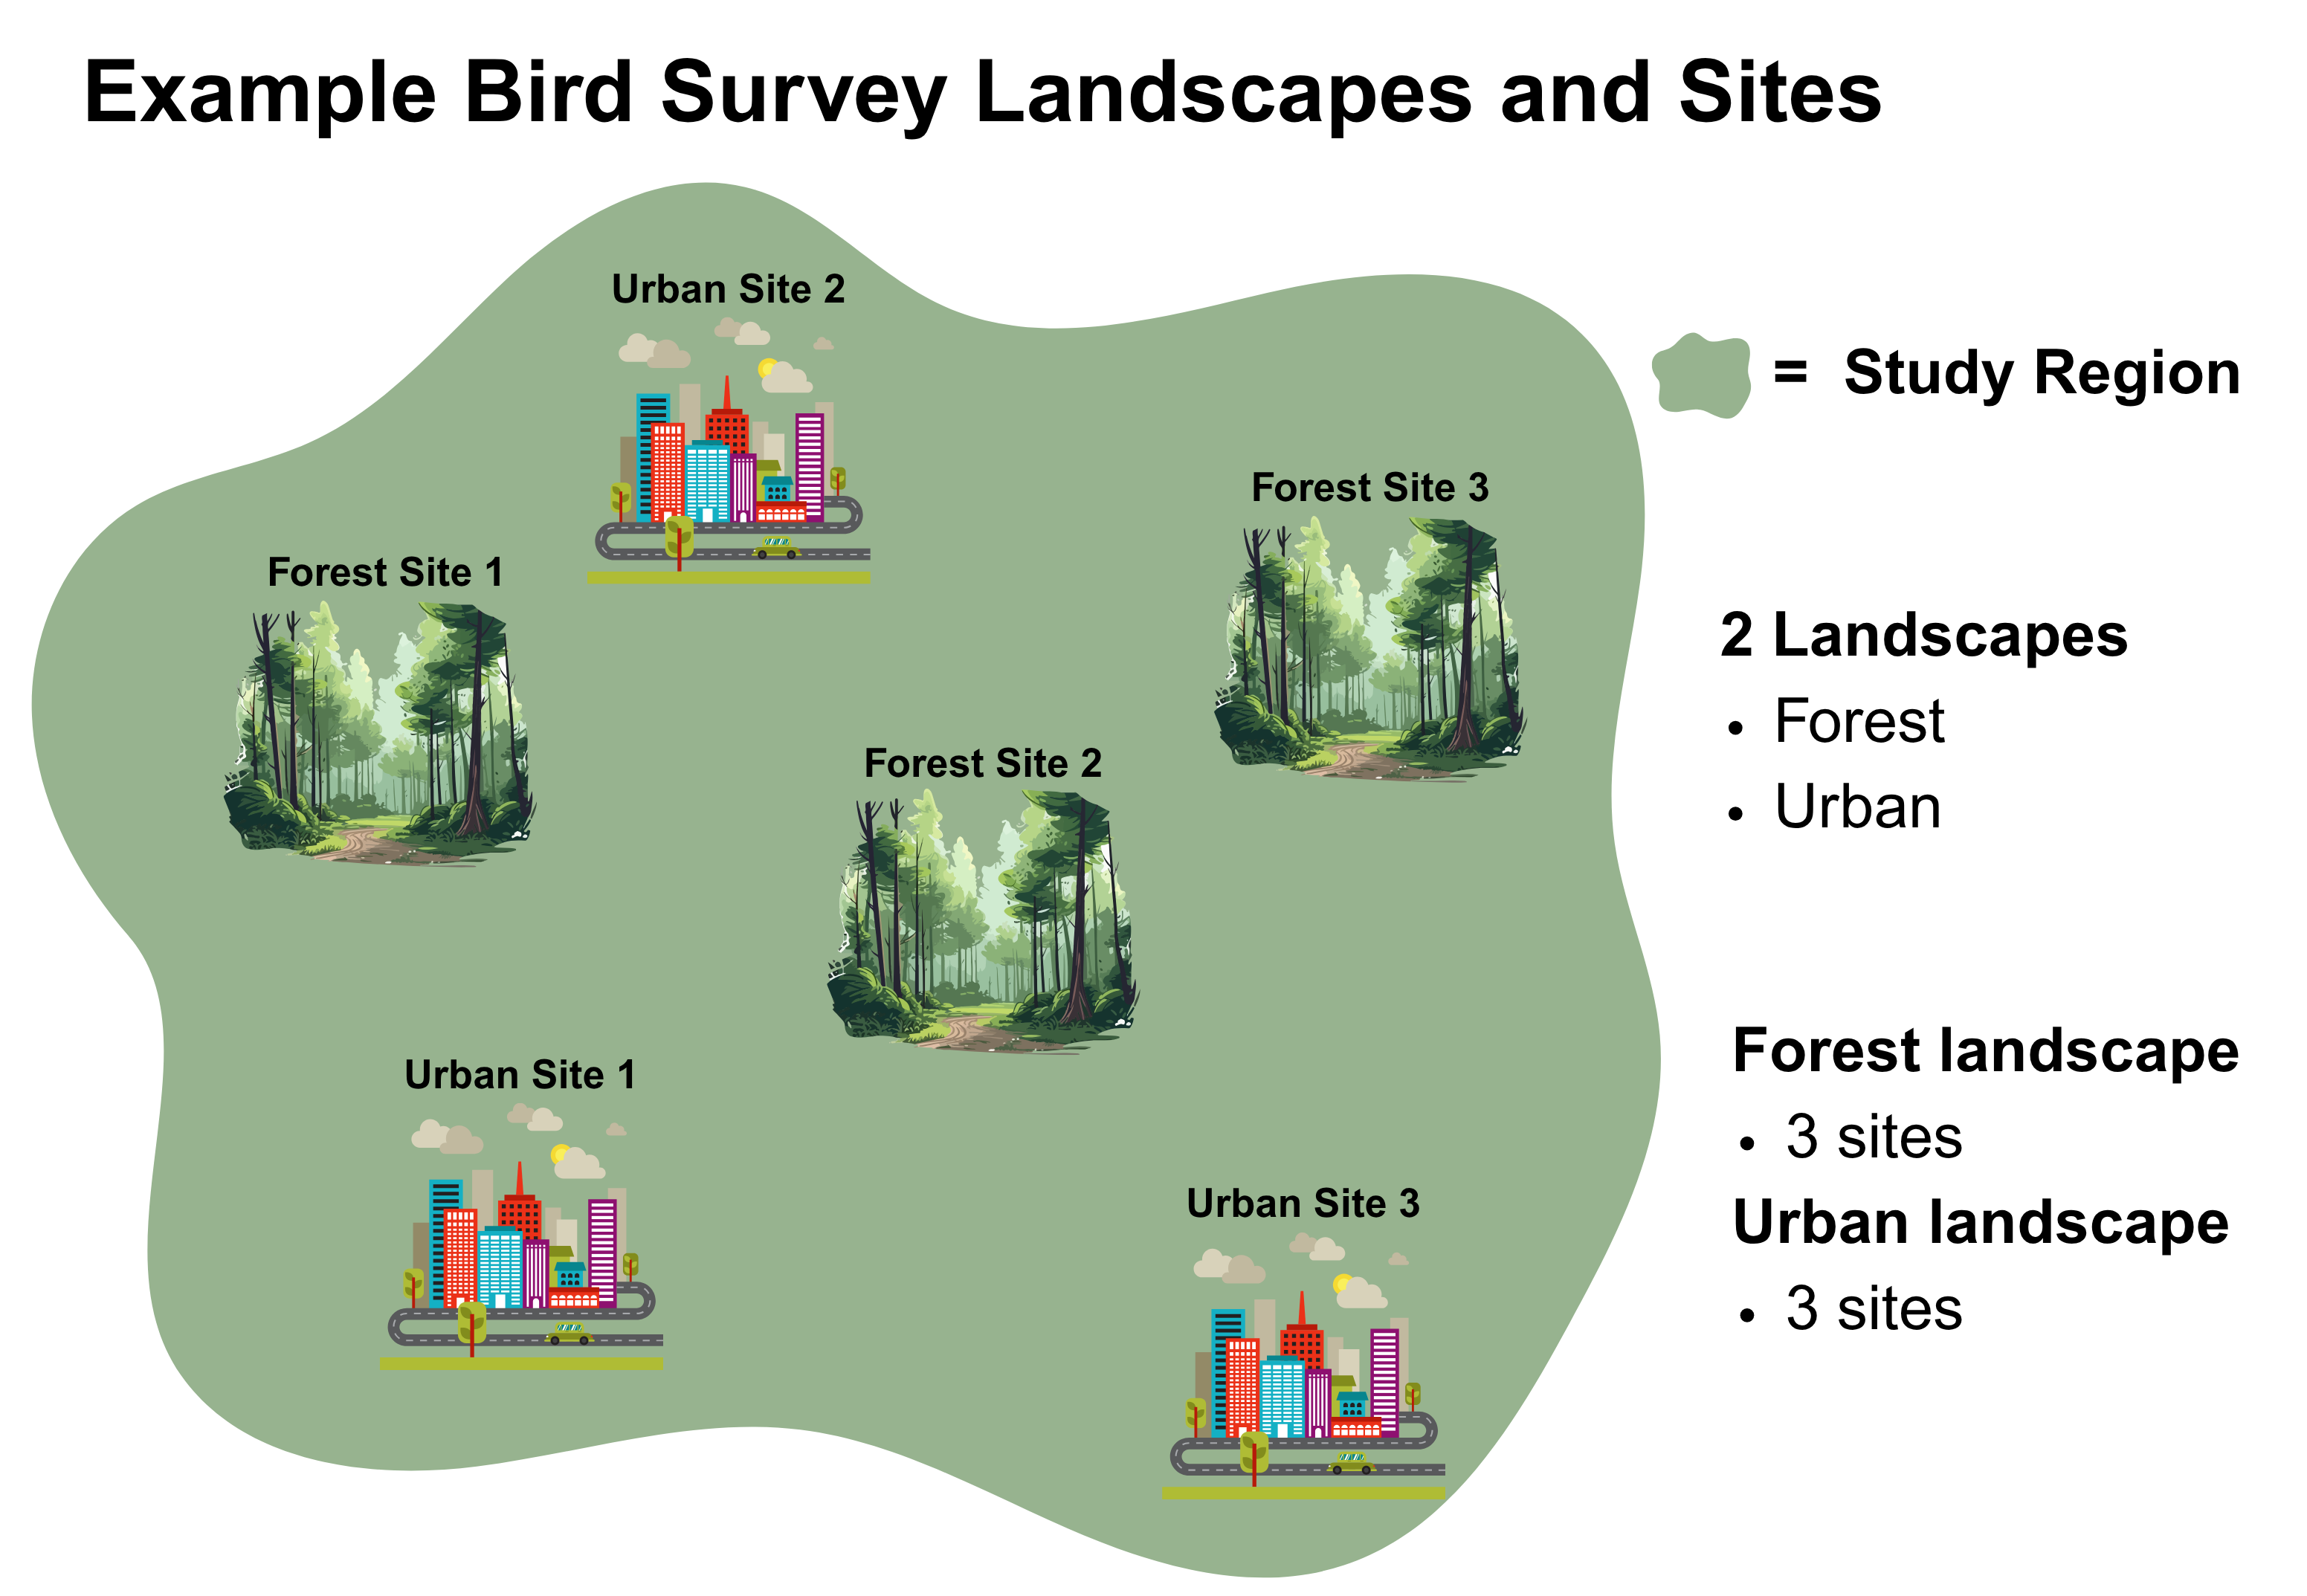 Example Bird Survey Landscapes and Sites
Urban Site 2
= Study Region
Forest Site 3
Forest Site 1
2 Landscapes
• Forest
Forest Site 2
• Urban
Forest landscape
Urban Site 1
• 3 sites
Urban Site 3
Urban landscape
• 3 sites